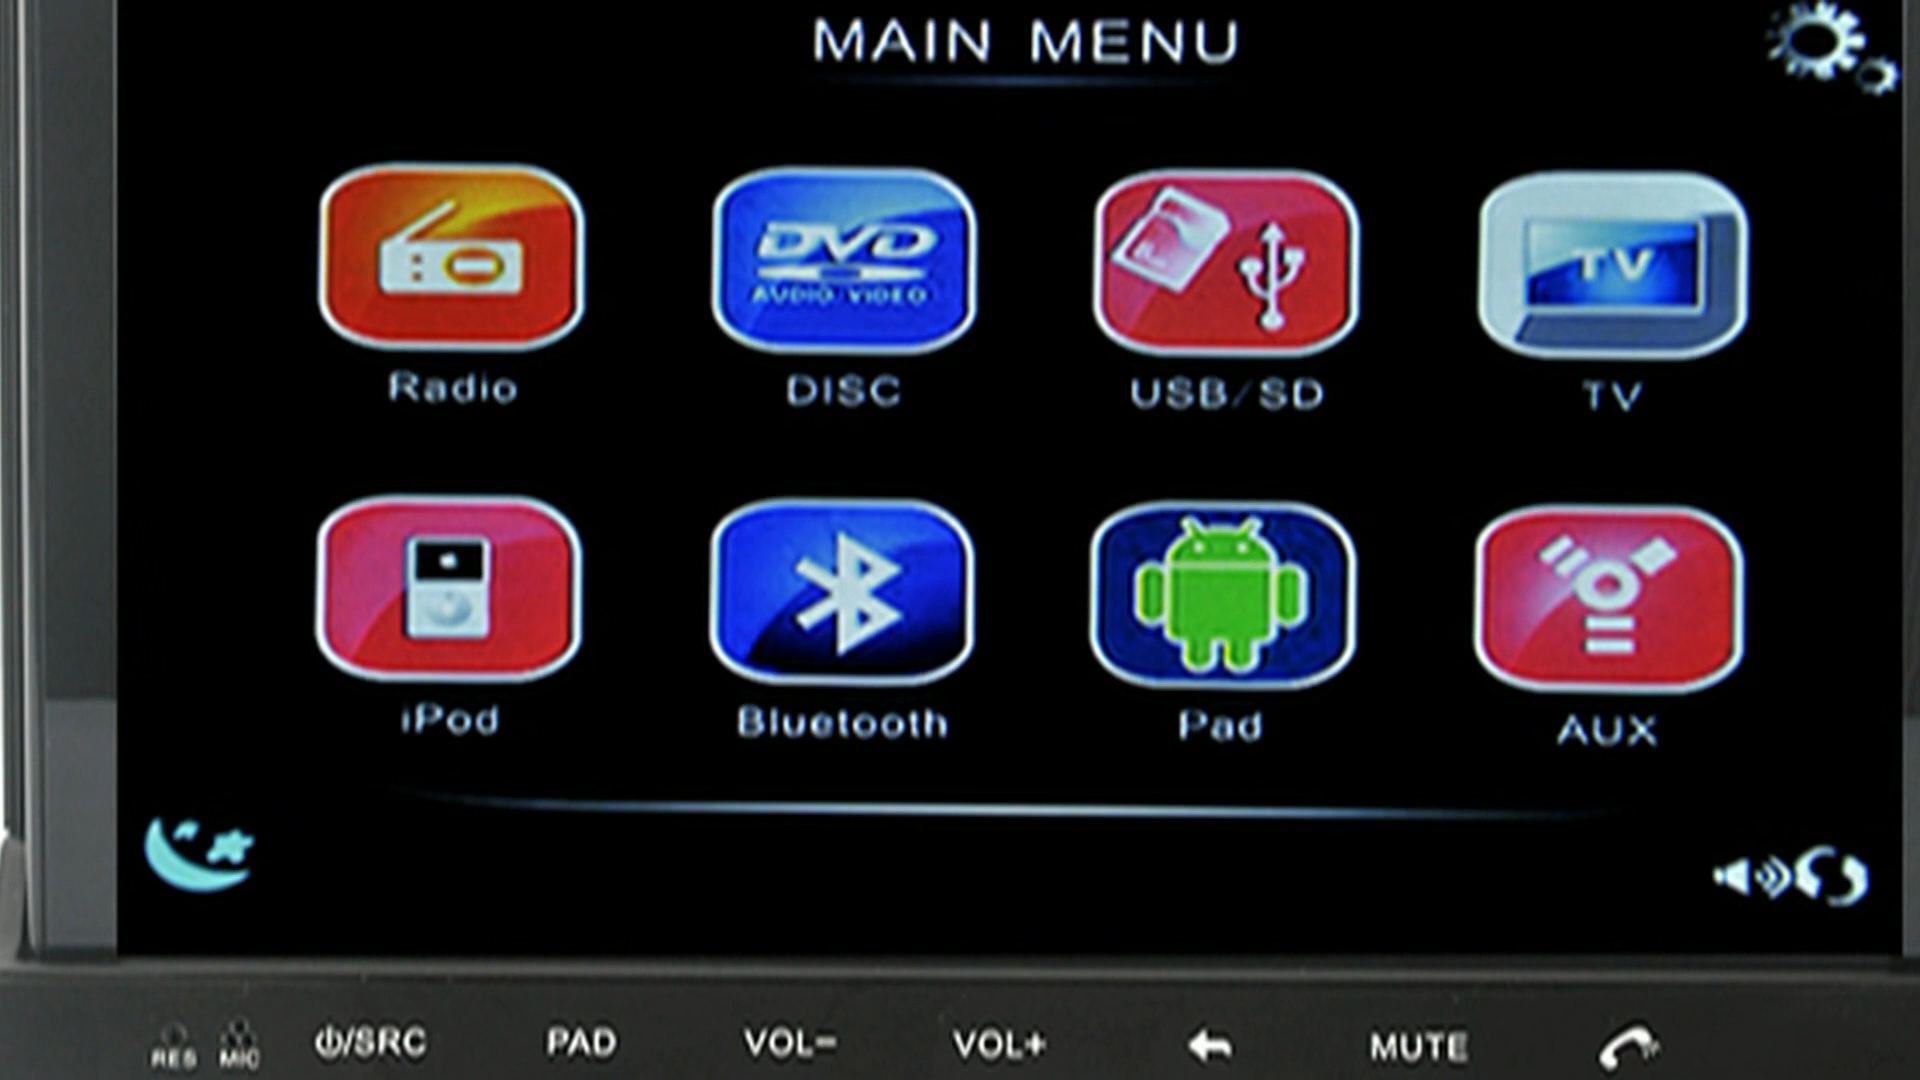 MAIN MENU
DVD
AUDIO VIDEO
TV
Radio
DISC
USB/SD
TV
iPod
Bluetooth
Pad
AUX
RES
MIC
/SRC
PAD
VOL−
VOL+
MUTE